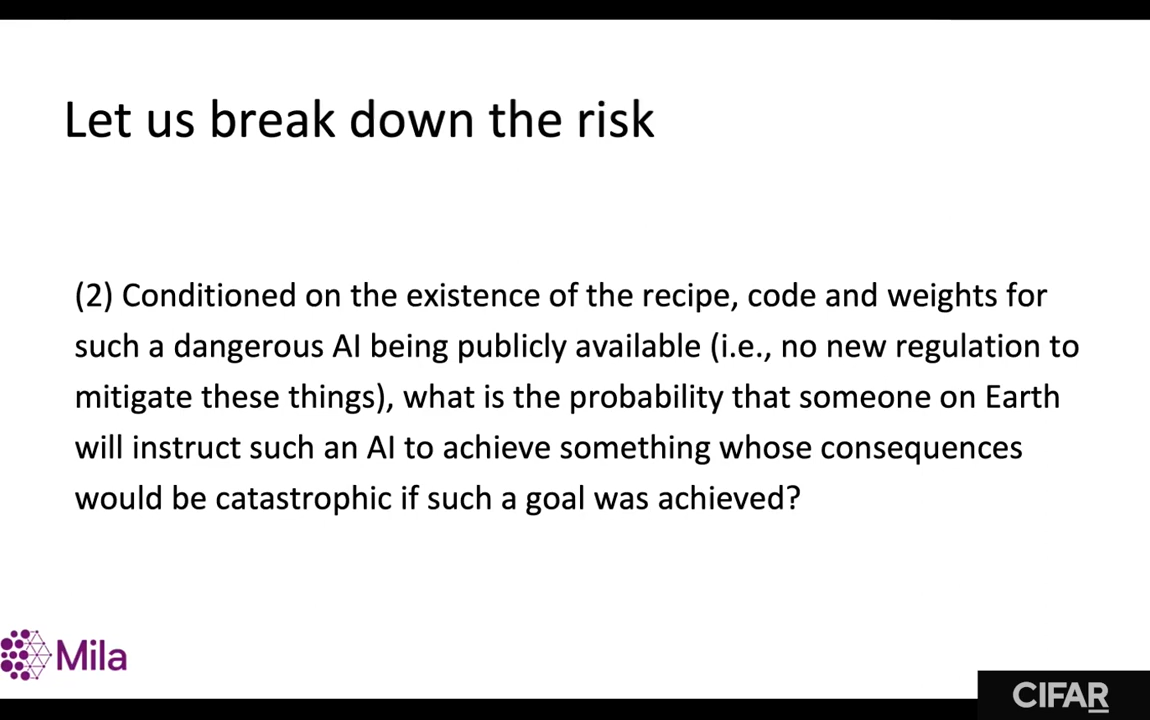 Let us break down the risk
(2) Conditioned on the existence of the recipe, code and weights for
such a dangerous AI being publicly available (i.e., no new regulation to
mitigate these things), what is the probability that someone on Earth
will instruct such an AI to achieve something whose consequences
would be catastrophic if such a goal was achieved?
Mila
CIFAR